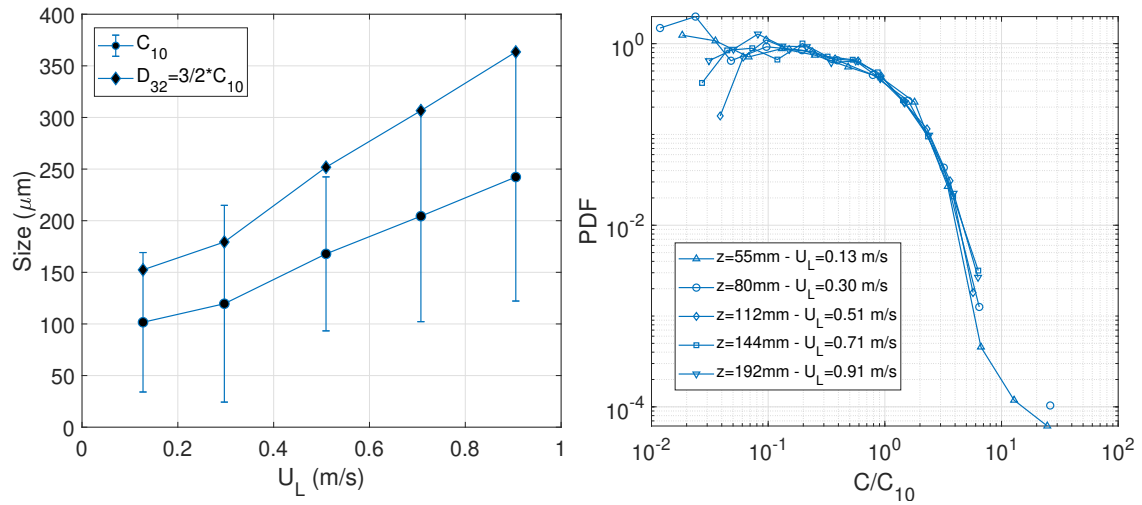 C10
D32=3/2*C10
400
350
300
250
200
150
100
50
0
Size (μm)
0
0.2
0.4
0.6
0.8
1
UL (m/s)
10^0
10^-2
10^-4
PDF
z=55mm - UL=0.13 m/s
z=80mm - UL=0.30 m/s
z=112mm - UL=0.51 m/s
z=144mm - UL=0.71 m/s
z=192mm - UL=0.91 m/s
10^-2
10^-1
10^0
10^1
10^2
C/C10